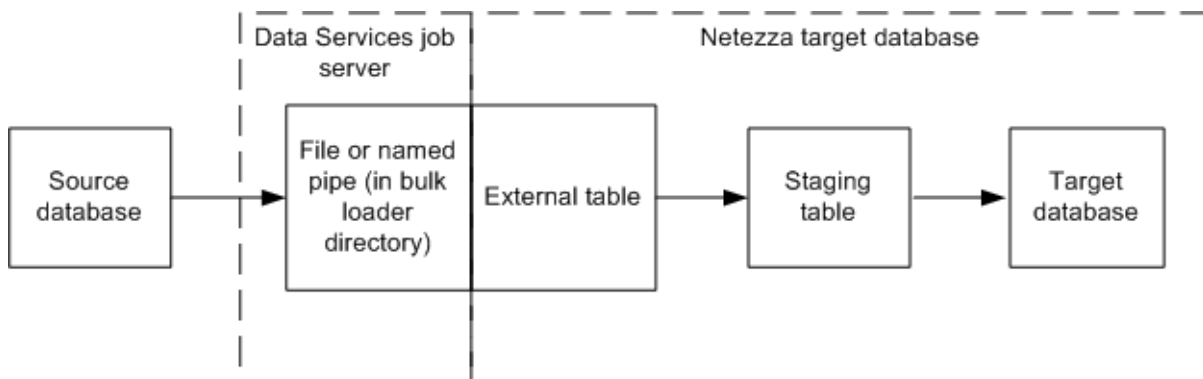 Data Services job
server
Netezza target database
Source
database
File or named
pipe (in bulk
loader
directory)
External table
Staging
table
Target
database